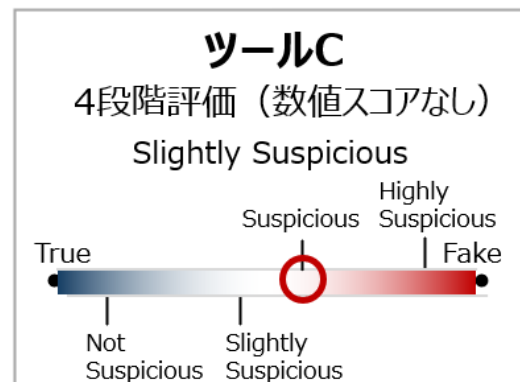 ツールC
4段階評価（数値スコアなし）
Slightly Suspicious
Highly
Suspicious
Suspicious
True
Fake
Not
Suspicious
Slightly
Suspicious